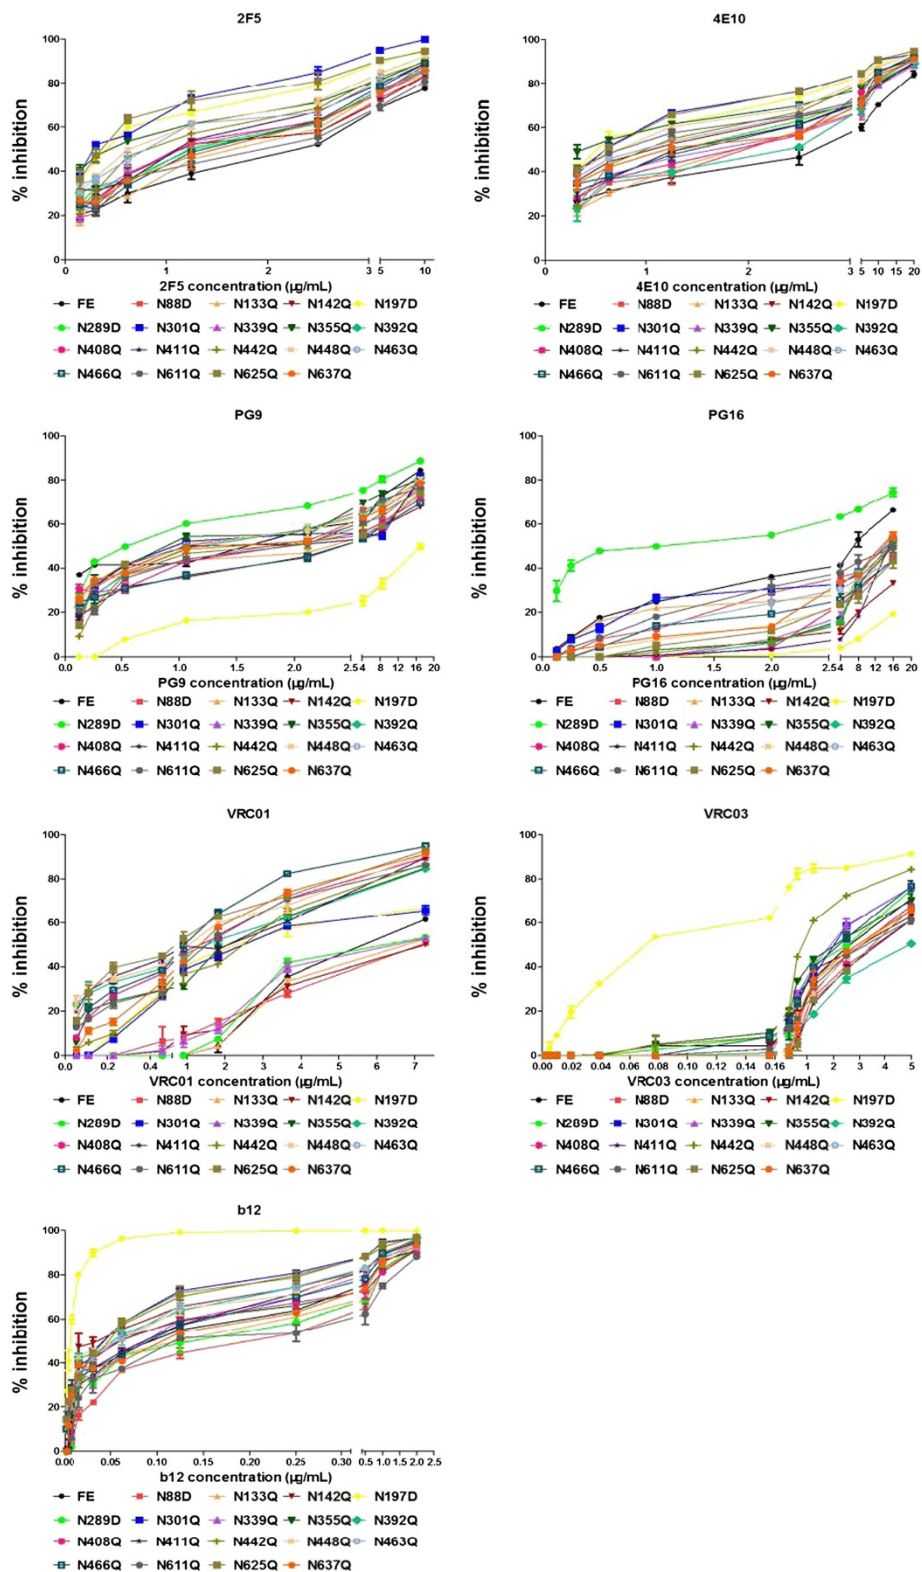 2F5
4E10
% inhibition
100
80
60
40
20
0
0 1 2 3 5 10
2F5 concentration (µg/mL)
% inhibition
100
80
60
40
20
0
0 1 2 3 5 10 15 20
4E10 concentration (µg/mL)
FE N88D N133Q N142Q N197D
N289D N301Q N339Q N355Q N392Q
N408Q N411Q N442Q N448Q N463Q
N466Q N611Q N625Q N637Q
FE N88D N133Q N142Q N197D
N289D N301Q N339Q N355Q N392Q
N408Q N411Q N442Q N448Q N463Q
N466Q N611Q N625Q N637Q
PG9
PG16
% inhibition
100
80
60
40
20
0
0.0 0.5 1.0 1.5 2.0 2.5 4 8 12 16 20
PG9 concentration (µg/mL)
% inhibition
100
80
60
40
20
0
0.0 0.5 1.0 1.5 2.0 2.5 4 8 12 16 20
PG16 concentration (µg/mL)
FE N88D N133Q N142Q N197D
N289D N301Q N339Q N355Q N392Q
N408Q N411Q N442Q N448Q N463Q
N466Q N611Q N625Q N637Q
FE N88D N133Q N142Q N197D
N289D N301Q N339Q N355Q N392Q
N408Q N411Q N442Q N448Q N463Q
N466Q N611Q N625Q N637Q
VRC01
VRC03
% inhibition
100
80
60
40
20
0
0.0 0.2 0.4 1 2 3 4 5 6 7
VRC01 concentration (µg/mL)
% inhibition
100
80
60
40
20
0
0.00 0.02 0.04 0.06 0.08 0.10 0.12 0.14 0.16 1 2 3 4 5
VRC03 concentration (µg/mL)
FE N88D N133Q N142Q N197D
N289D N301Q N339Q N355Q N392Q
N408Q N411Q N442Q N448Q N463Q
N466Q N611Q N625Q N637Q
FE N88D N133Q N142Q N197D
N289D N301Q N339Q N355Q N392Q
N408Q N411Q N442Q N448Q N463Q
N466Q N611Q N625Q N637Q
b12
% inhibition
100
80
60
40
20
0
0.00 0.05 0.10 0.15 0.20 0.25 0.30 0.5 1.0 1.5 2.0 2.5
b12 concentration (µg/mL)
FE N88D N133Q N142Q N197D
N289D N301Q N339Q N355Q N392Q
N408Q N411Q N442Q N448Q N463Q
N466Q N611Q N625Q N637Q